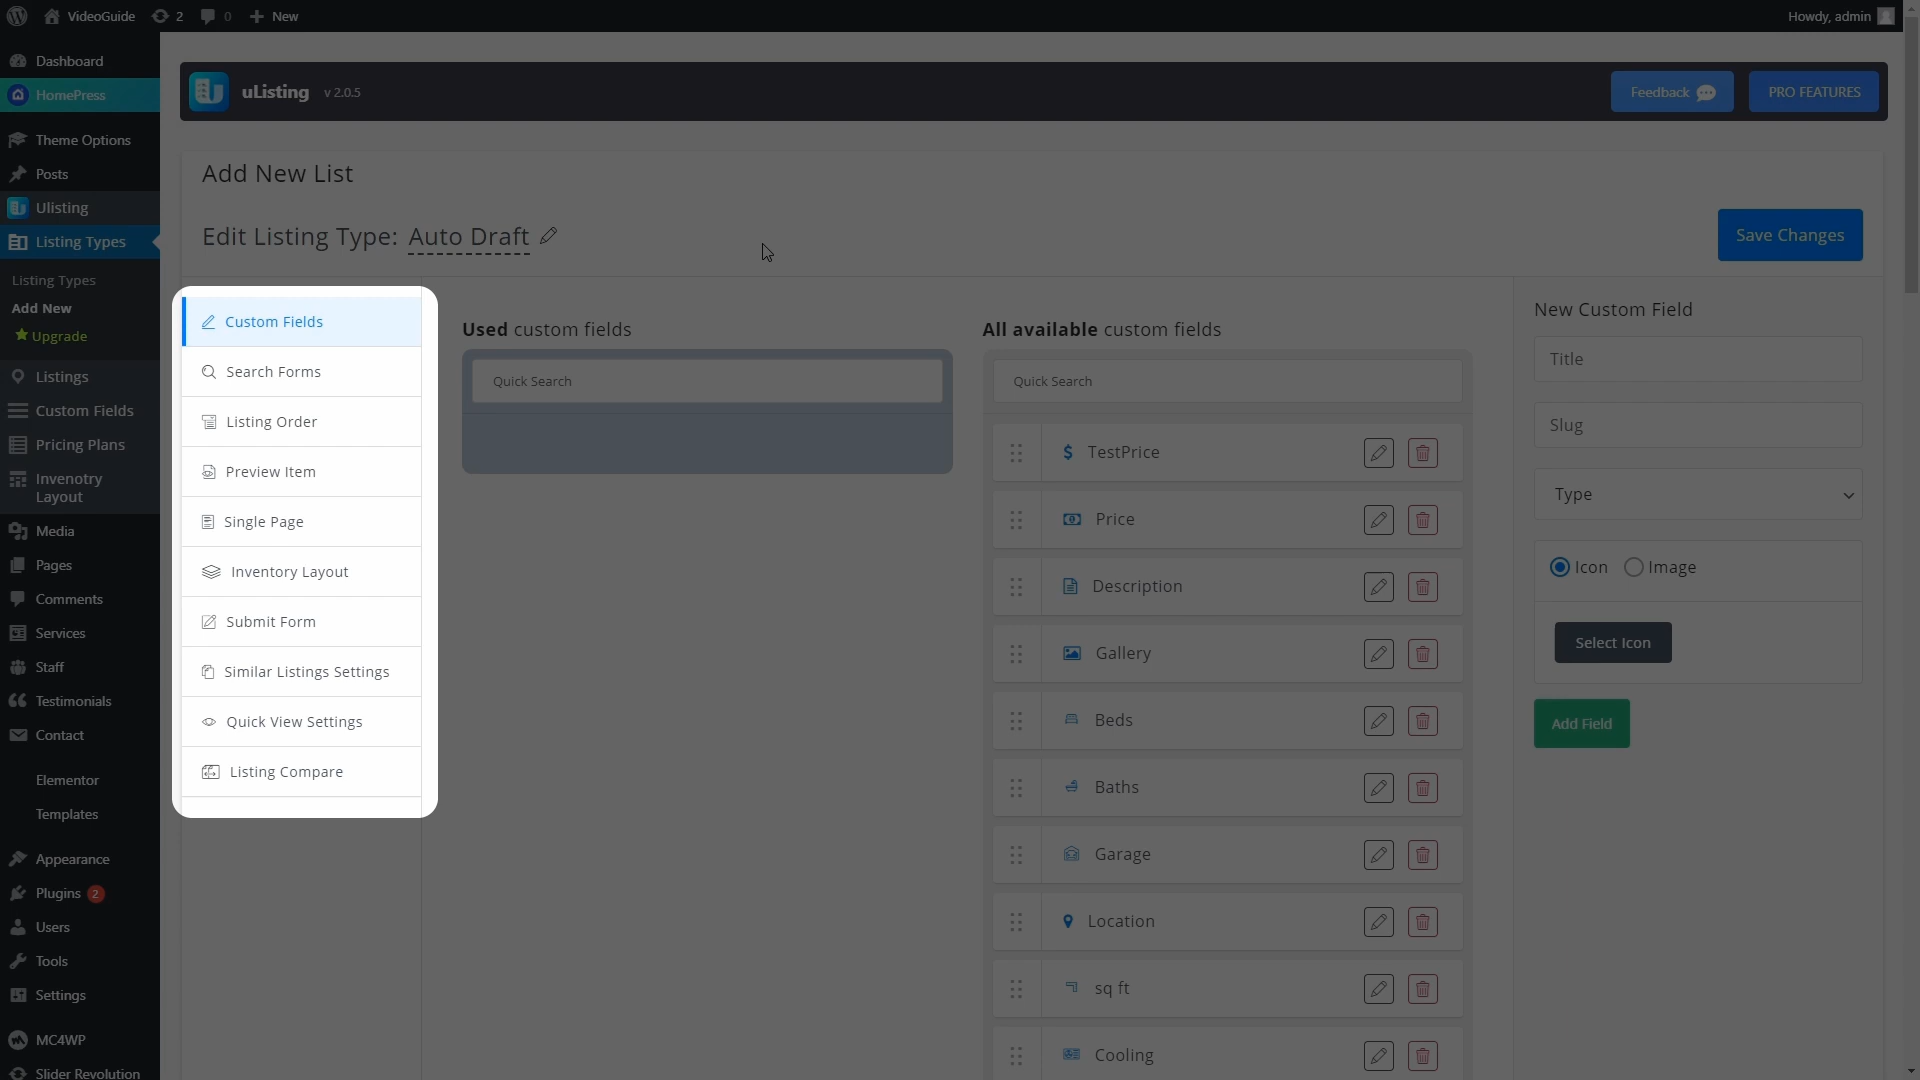 VideoGuide 2 0 New
Howdy, admin
Dashboard
HomePress
Theme Options
Posts
Ulisting
Listing Types
Listing Types
Add New
Upgrade
Listings
Custom Fields
Pricing Plans
Invenotry
Layout
Media
Pages
Comments
Services
Staff
Testimonials
Contact
Elementor
Templates
Appearance
Plugins 2
Users
Tools
Settings
MC4WP
Slider Revolution
uListing v 2.0.5
Feedback
PRO FEATURES
Add New List
Edit Listing Type: Auto Draft
Save Changes
Custom Fields
Search Forms
Listing Order
Preview Item
Single Page
Inventory Layout
Submit Form
Similar Listings Settings
Quick View Settings
Listing Compare
Used custom fields
Quick Search
All available custom fields
Quick Search
TestPrice
Price
Description
Gallery
Beds
Baths
Garage
Location
sq ft
Cooling
New Custom Field
Title
Slug
Type
Icon Image
Select Icon
Add Field